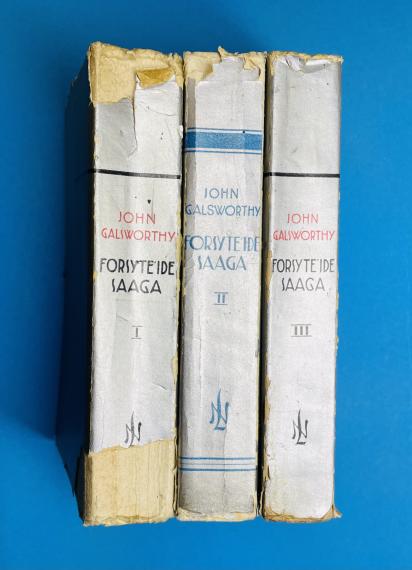 JOHN
GALSWORTHY
FORSYTE'IDE
SAAGA
I
JOHN
GALSWORTHY
FORSYTE'IDE
SAAGA
II
JOHN
GALSWORTHY
FORSYTE'IDE
SAAGA
III